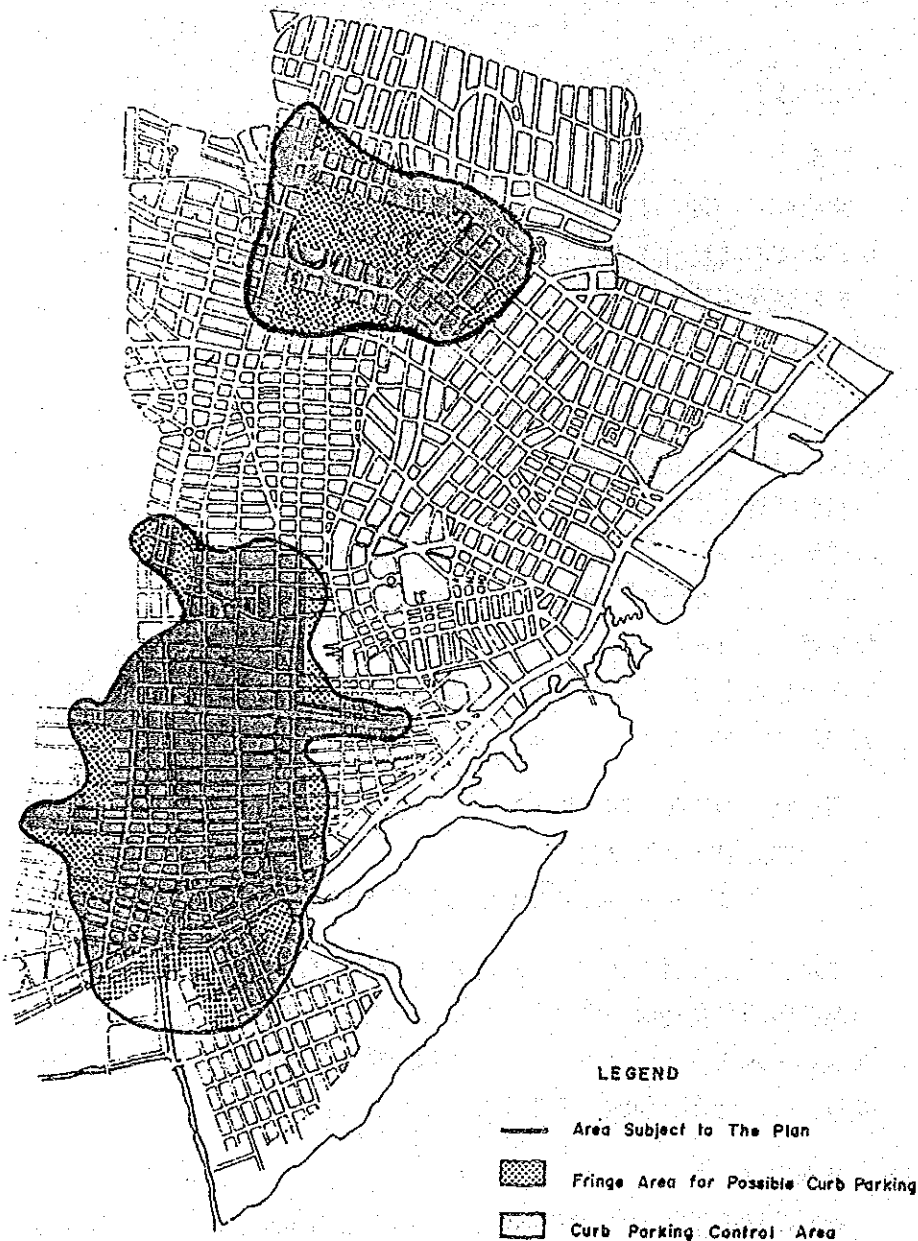 LEGEND
Area Subject to The Plan
Fringe Area for Possible Curb Parking
Curb Parking Control Area